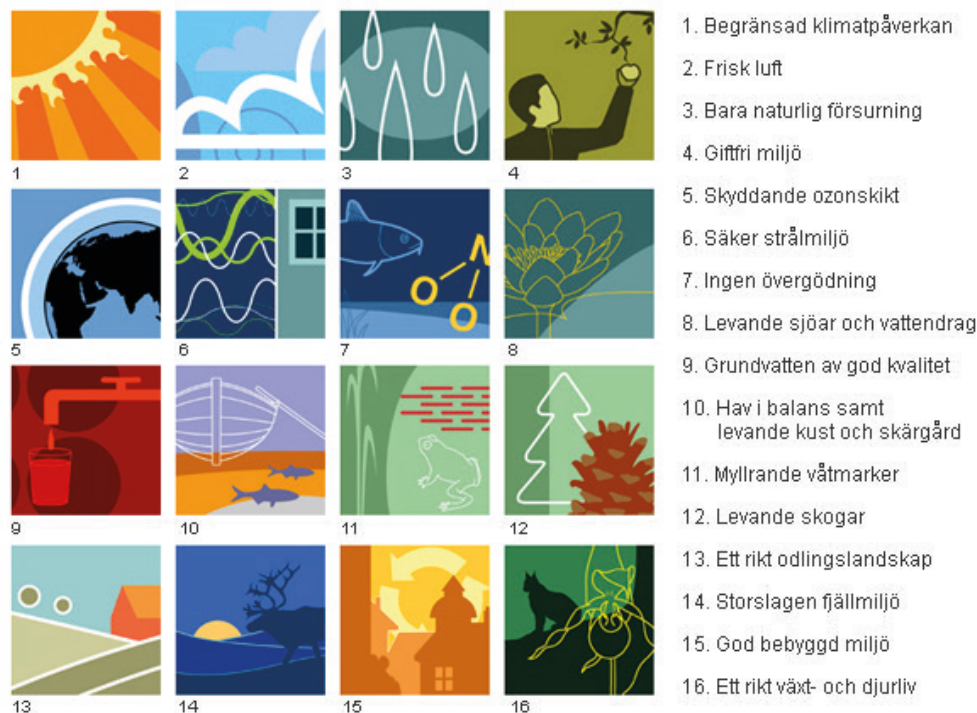 1
2
3
4
5
6
O
N
O
7
8
9
10
11
12
13
14
15
16
1. Begränsad klimatpåverkan
2. Frisk luft
3. Bara naturlig försurning
4. Giftfri miljö
5. Skyddande ozonskikt
6. Säker strålmiljö
7. Ingen övergödning
8. Levande sjöar och vattendrag
9. Grundvatten av god kvalitet
10. Hav i balans samt
levande kust och skärgård
11. Myllrande våtmarker
12. Levande skogar
13. Ett rikt odlingslandskap
14. Storslagen fjällmiljö
15. God bebyggd miljö
16. Ett rikt växt- och djurliv